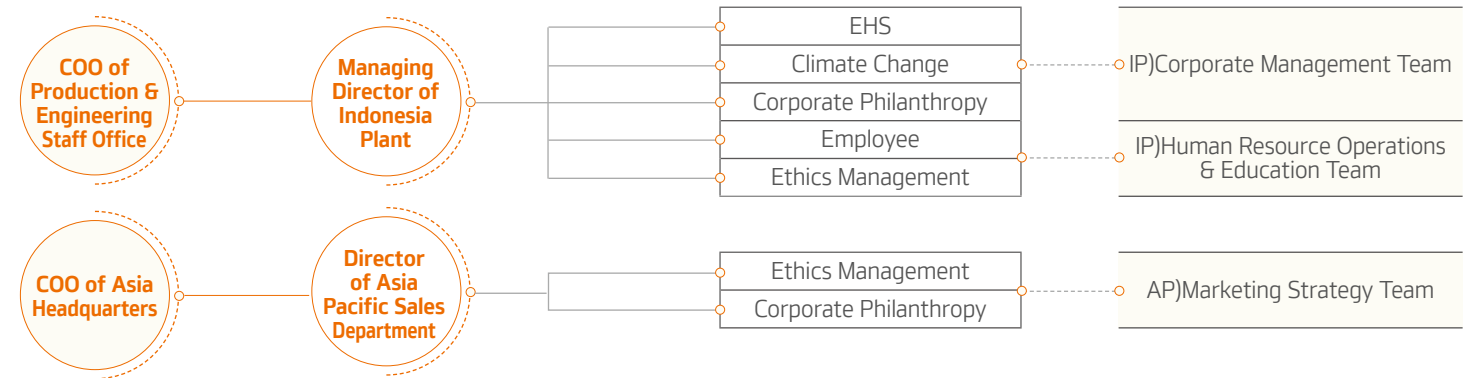 COO of
Production &
Engineering
Staff Office
Managing
Director of
Indonesia
Plant
EHS
Climate Change
Corporate Philanthropy
Employee
Ethics Management
IP)Corporate Management Team
IP)Human Resource Operations
& Education Team
COO of Asia
Headquarters
Director
of Asia
Pacific Sales
Department
Ethics Management
Corporate Philanthropy
AP)Marketing Strategy Team